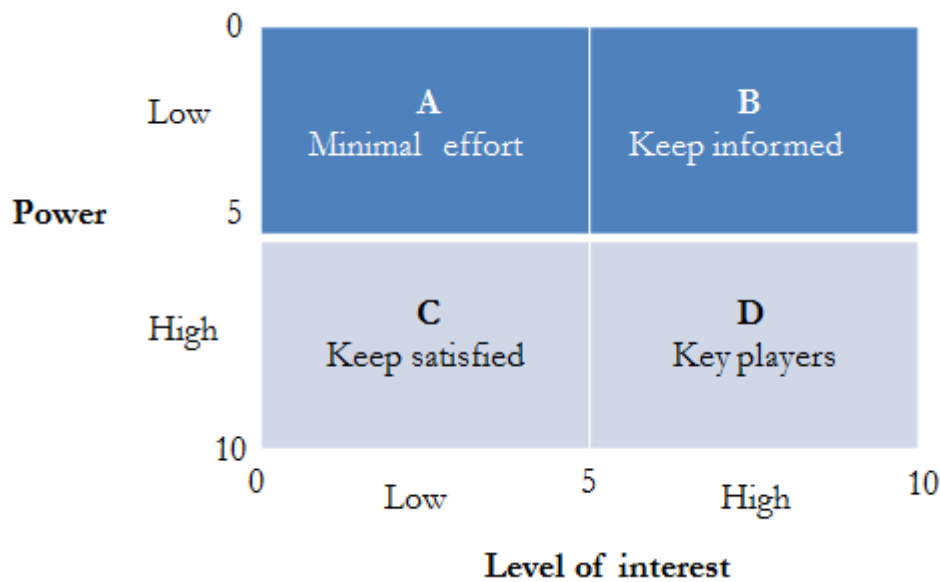 0
Low
A
B
Minimal effort
Keep informed
Power
5
High
C
D
Keep satisfied
Key players
10
0
5
10
Low
High
Level of interest